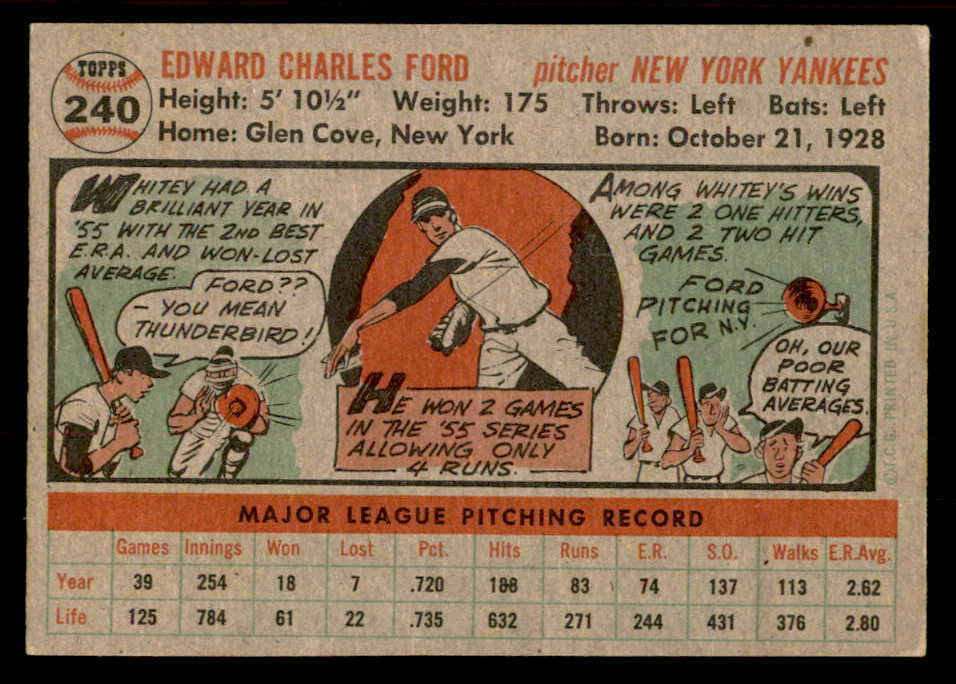 TOPPS
240
EDWARD CHARLES FORD pitcher NEW YORK YANKEES
Height: 5' 10½" Weight: 175 Throws: Left Bats: Left
Home: Glen Cove, New York Born: October 21, 1928
WHITEY HAD A
BRILLIANT YEAR IN
'55 WITH THE 2ND BEST
E.R.A. AND WON-LOST
AVERAGE.
FORD??
- YOU MEAN
THUNDERBIRD!
HE WON 2 GAMES
IN THE '55 SERIES
ALLOWING ONLY
4 RUNS.
AMONG WHITEY'S WINS
WERE 2 ONE HITTERS,
AND 2 TWO HIT
GAMES.
FORD
PITCHING
FOR N.Y.
OH, OUR
POOR
BATTING
AVERAGES.
©T.C.G. PRINTED IN U.S.A.
MAJOR LEAGUE PITCHING RECORD
Games Innings Won Lost Pct. Hits Runs E.R. S.O. Walks E.R.Avg.
Year 39 254 18 7 .720 188 83 74 137 113 2.62
Life 125 784 61 22 .735 632 271 244 431 376 2.80